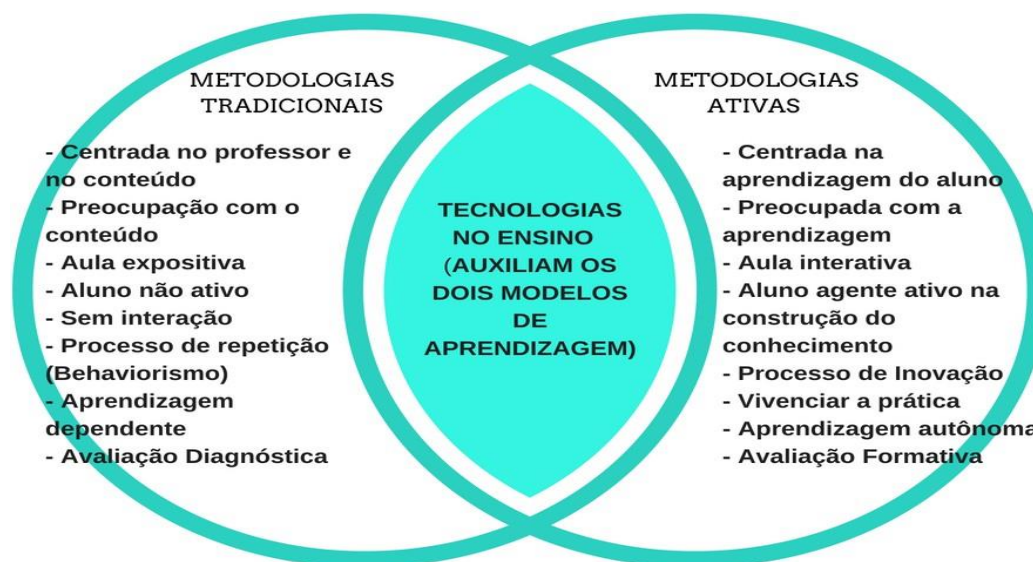 METODOLOGIAS
TRADICIONAIS
- Centrada no professor e
no conteúdo
- Preocupação com o
conteúdo
- Aula expositiva
- Aluno não ativo
- Sem interação
- Processo de repetição
(Behaviorismo)
- Aprendizagem
dependente
- Avaliação Diagnóstica
TECNOLOGIAS
NO ENSINO
(AUXILIAM OS
DOIS MODELOS
DE
APRENDIZAGEM)
METODOLOGIAS
ATIVAS
- Centrada na
aprendizagem do aluno
- Preocupada com a
aprendizagem
- Aula interativa
- Aluno agente ativo na
construção do
conhecimento
- Processo de Inovação
- Vivenciar a prática
- Aprendizagem autônoma
- Avaliação Formativa